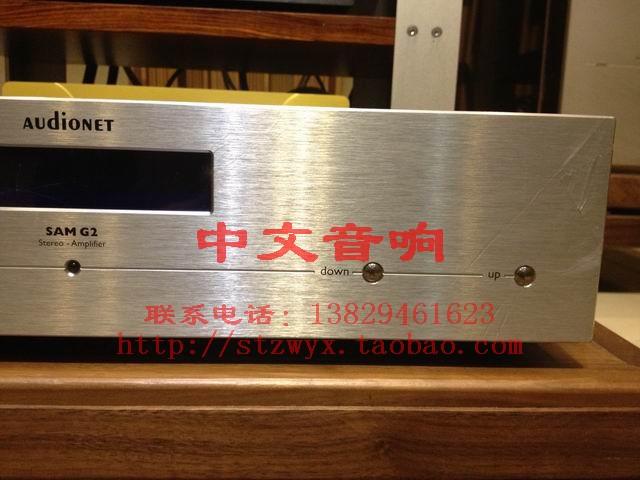 AUDIONET
SAM G2
Stereo - Amplifier
中文音响
down
up
联系电话：13829461623
http://stzwyx.taobao.com